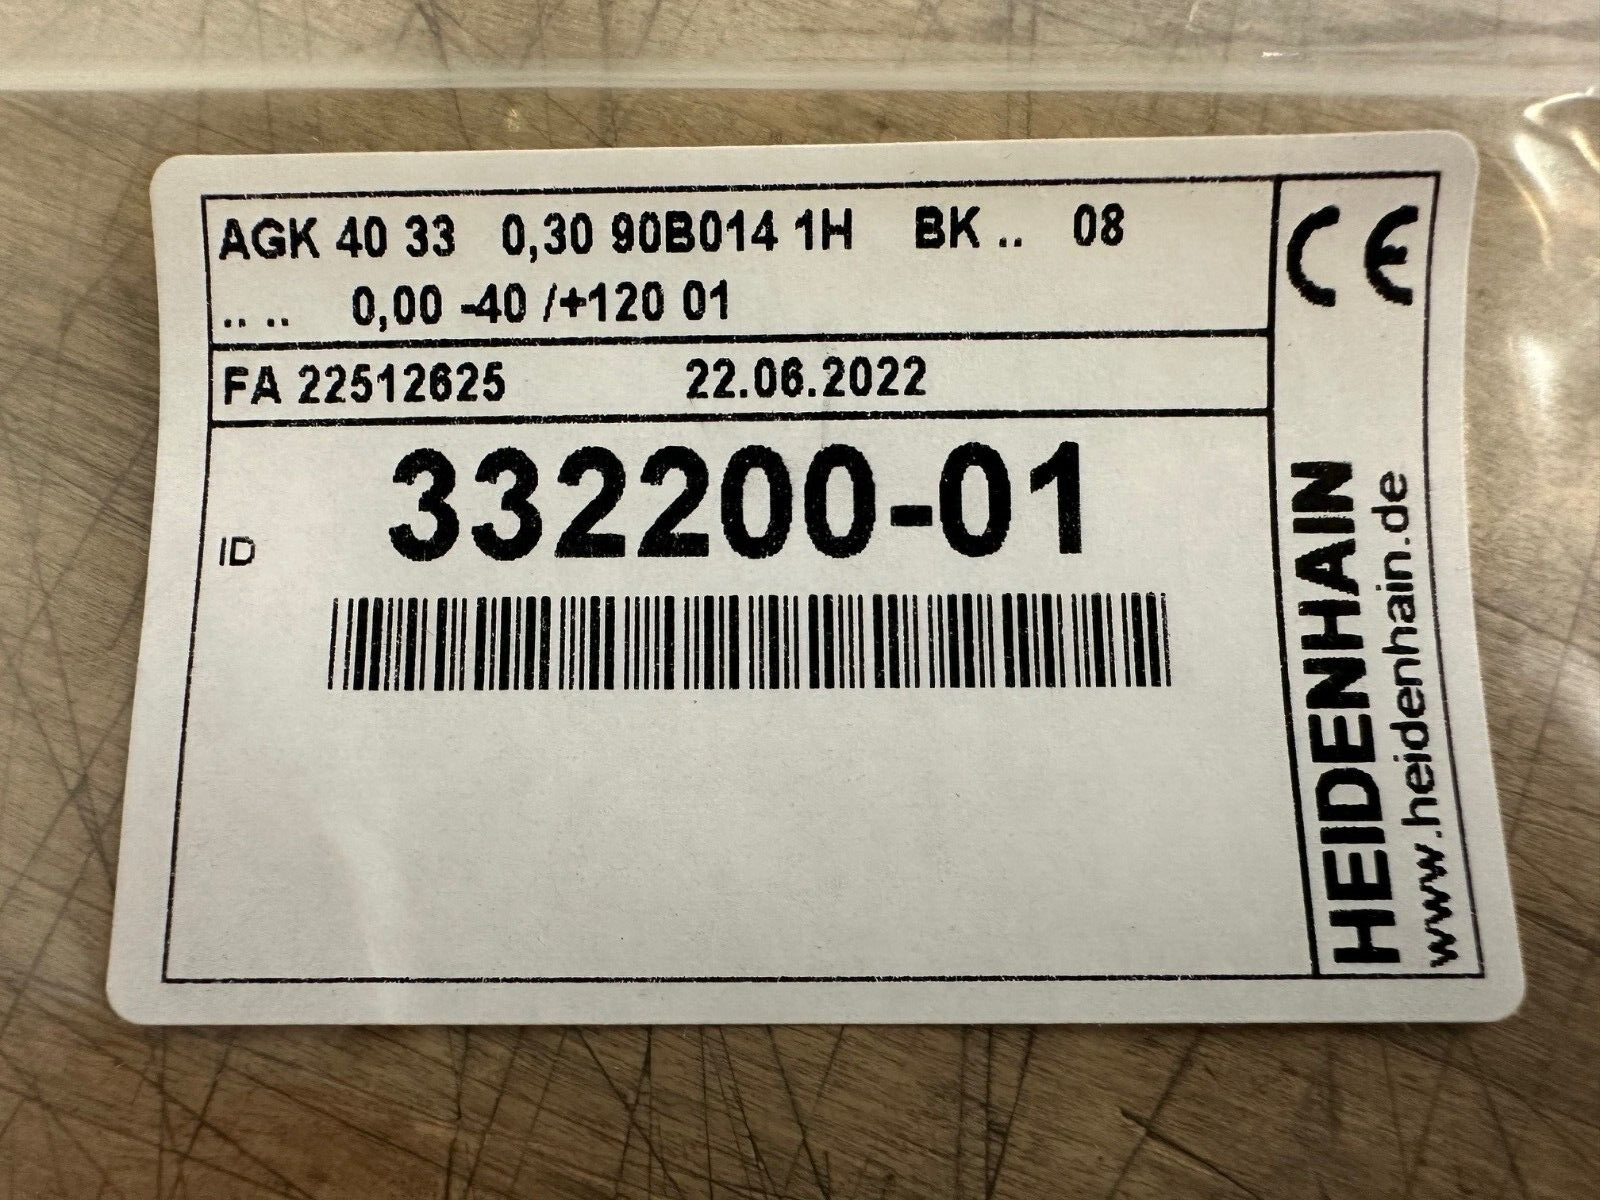 AGK 40 33 0,30 90B014 1H BK .. 08
.. .. 0,00 -40 /+120 01
FA 22512625 22.06.2022
ID 332200-01
CE
HEIDENHAIN
www.heidenhain.de